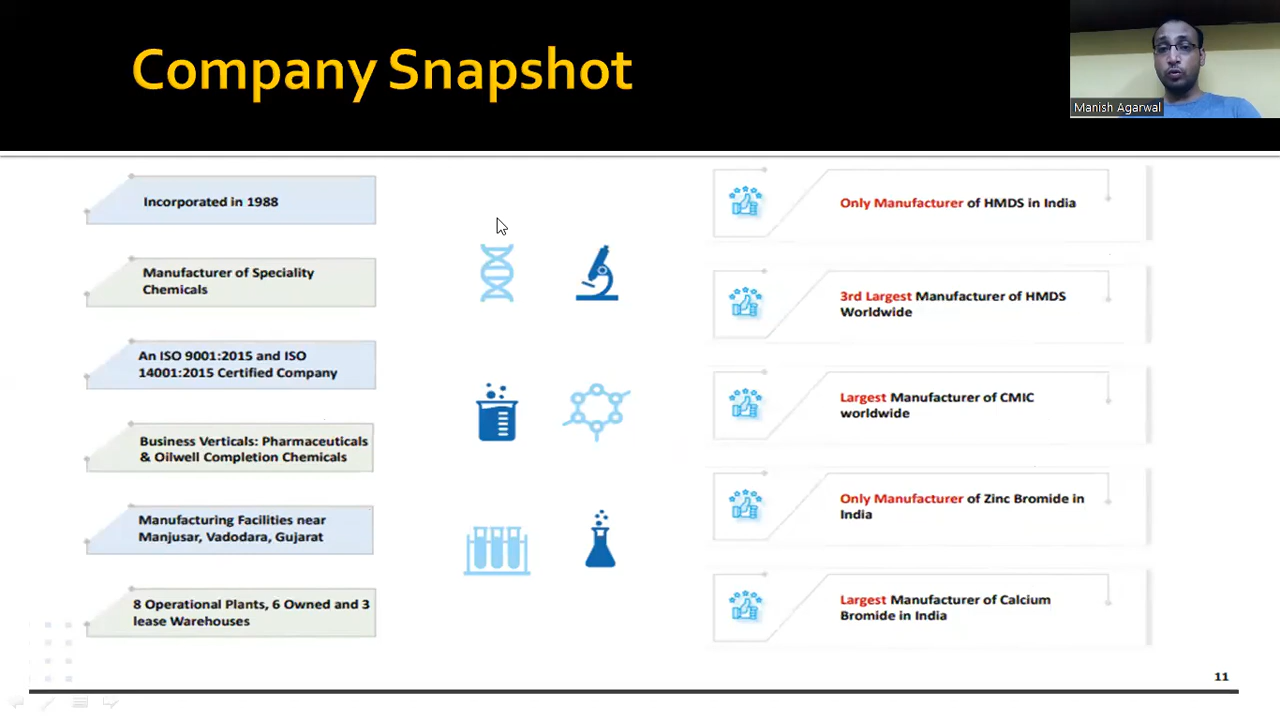 Company Snapshot
Manish Agarwal
Incorporated in 1988
Manufacturer of Speciality
Chemicals
An ISO 9001:2015 and ISO
14001:2015 Certified Company
Business Verticals: Pharmaceuticals
& Oilwell Completion Chemicals
Manufacturing Facilities near
Manjusar, Vadodara, Gujarat
8 Operational Plants, 6 Owned and 3
lease Warehouses
Only Manufacturer of HMDS in India
3rd Largest Manufacturer of HMDS
Worldwide
Largest Manufacturer of CMIC
worldwide
Only Manufacturer of Zinc Bromide in
India
Largest Manufacturer of Calcium
Bromide in India
11